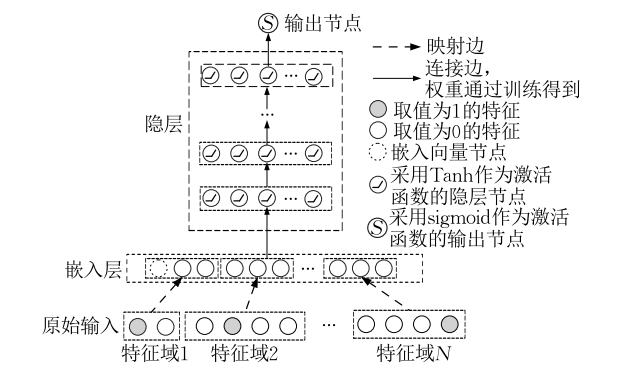 S 输出节点
映射边
连接边，
权重通过训练得到
取值为1的特征
取值为0的特征
嵌入向量节点
采用Tanh作为激活
函数的隐层节点
S 采用sigmoid作为激活
函数的输出节点
...
隐层
...
...
...
嵌入层
...
原始输入
...
特征域1 特征域2 特征域N